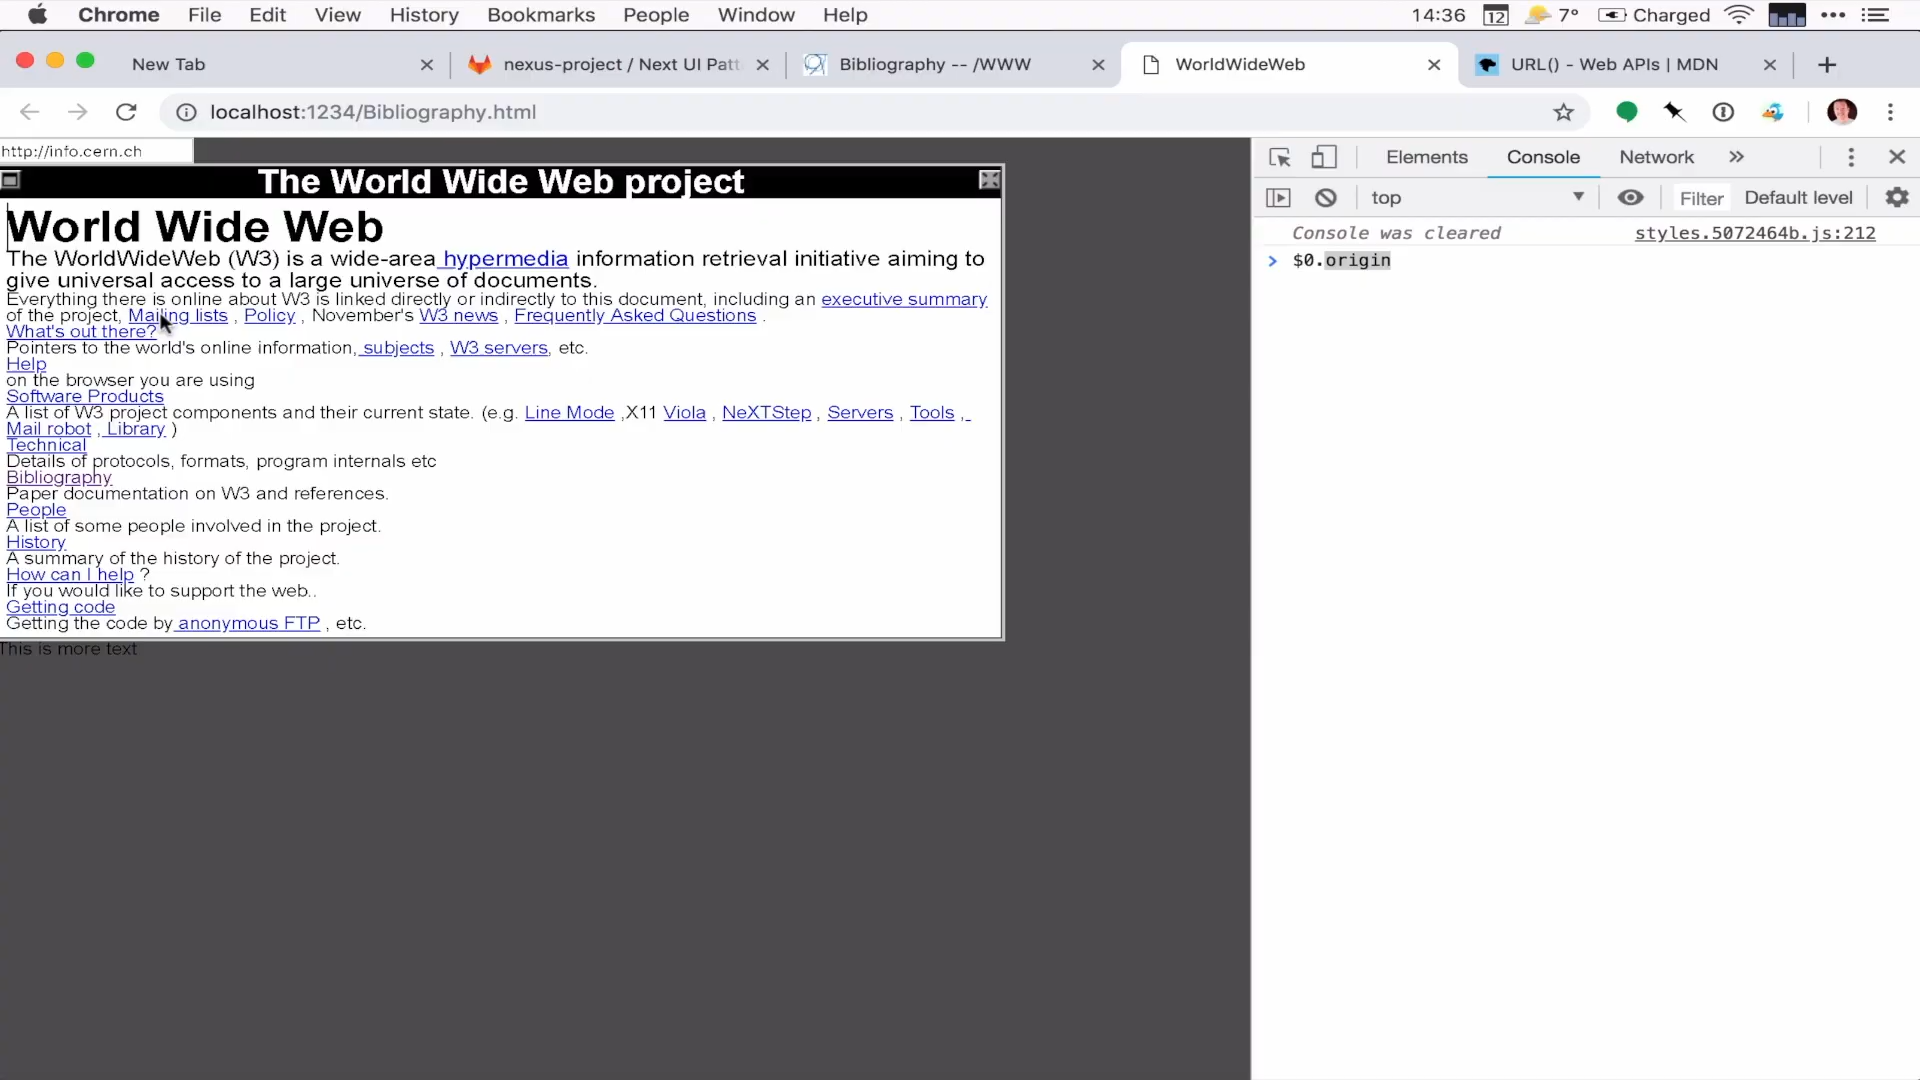 Chrome File Edit View History Bookmarks People Window Help 14:36 12 7° Charged
New Tab nexus-project / Next UI Patt Bibliography -- /WWW WorldWideWeb URL() - Web APIs | MDN
localhost:1234/Bibliography.html
http://info.cern.ch
The World Wide Web project
World Wide Web
The WorldWideWeb (W3) is a wide-area hypermedia information retrieval initiative aiming to
give universal access to a large universe of documents.
Everything there is online about W3 is linked directly or indirectly to this document, including an executive summary
of the project, Mailing lists , Policy , November's W3 news , Frequently Asked Questions .
What's out there?
Pointers to the world's online information, subjects , W3 servers, etc.
Help
on the browser you are using
Software Products
A list of W3 project components and their current state. (e.g. Line Mode ,X11 Viola , NeXTStep , Servers , Tools ,
Mail robot , Library )
Technical
Details of protocols, formats, program internals etc
Bibliography
Paper documentation on W3 and references.
People
A list of some people involved in the project.
History
A summary of the history of the project.
How can I help ?
If you would like to support the web..
Getting code
Getting the code by anonymous FTP , etc.
This is more text
Elements Console Network
top Filter Default level
Console was cleared styles.5072464b.js:212
$0.origin